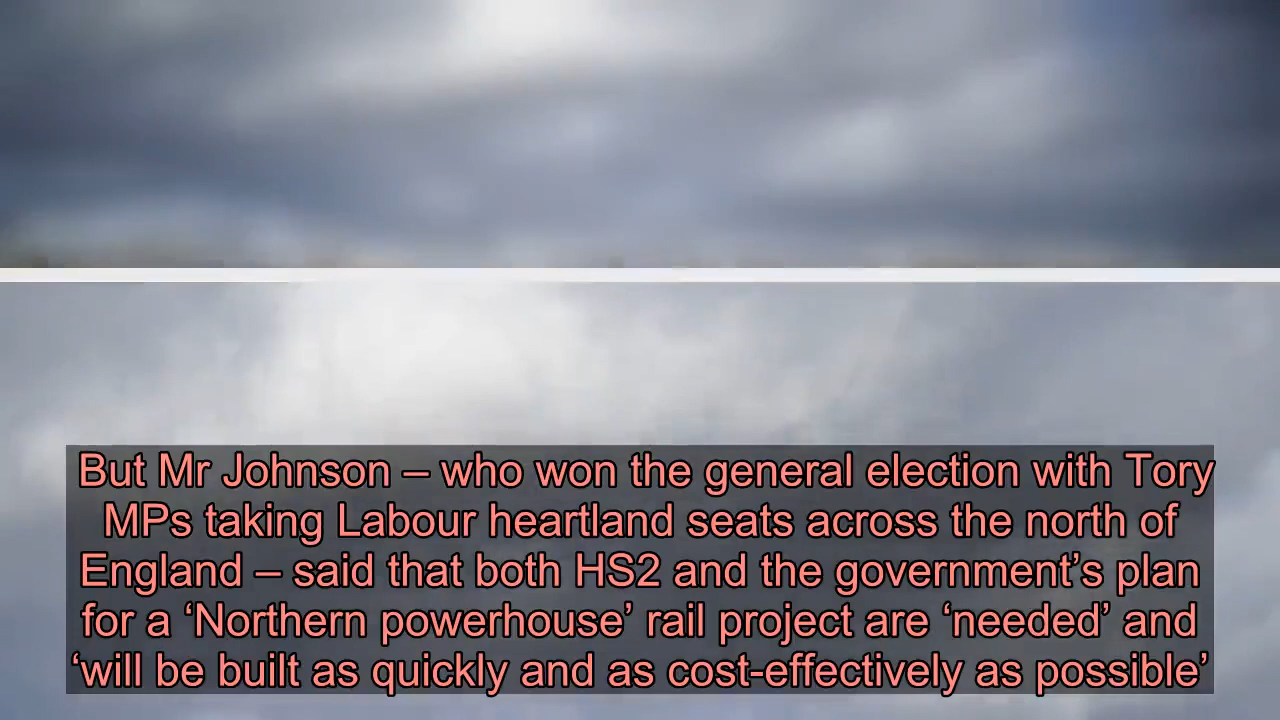 But Mr Johnson – who won the general election with Tory
MPs taking Labour heartland seats across the north of
England – said that both HS2 and the government’s plan
for a ‘Northern powerhouse’ rail project are ‘needed’ and
‘will be built as quickly and as cost-effectively as possible’